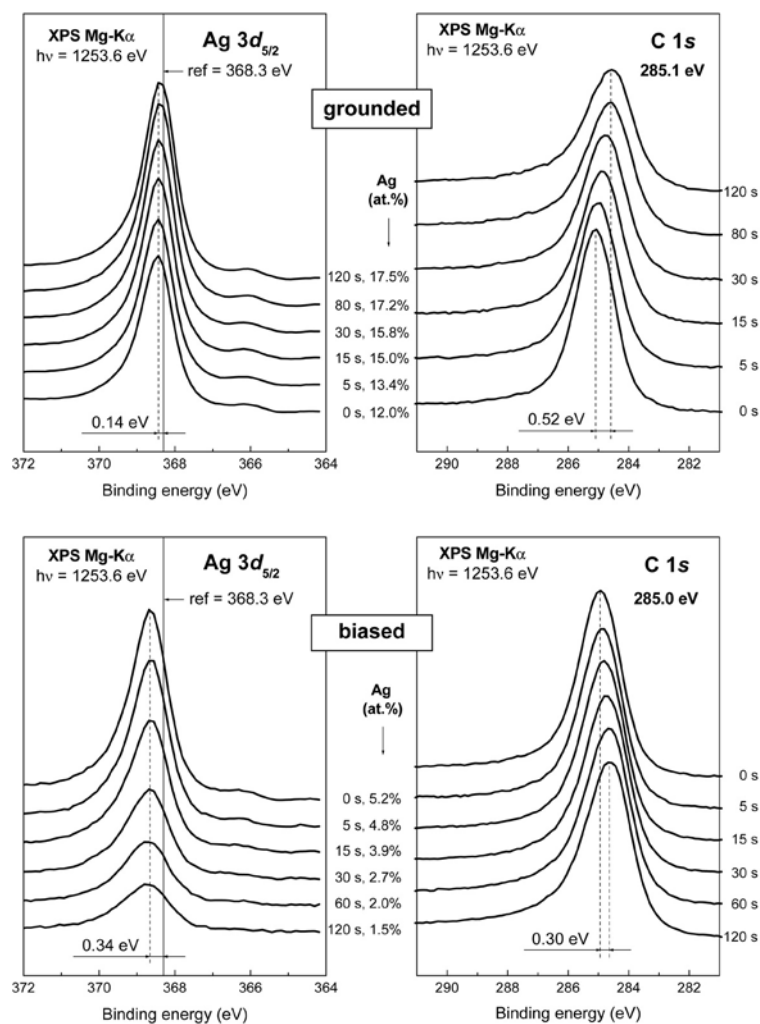 XPS Mg-Kα
hν = 1253.6 eV
Ag 3d5/2
ref = 368.3 eV
grounded
XPS Mg-Kα
hν = 1253.6 eV
C 1s
285.1 eV
Ag
(at.%)
120 s, 17.5%
80 s, 17.2%
30 s, 15.8%
15 s, 15.0%
5 s, 13.4%
0 s, 12.0%
120 s
80 s
30 s
15 s
5 s
0 s
0.14 eV
0.52 eV
372 370 368 366 364
Binding energy (eV)
290 288 286 284 282
Binding energy (eV)
XPS Mg-Kα
hν = 1253.6 eV
Ag 3d5/2
ref = 368.3 eV
biased
XPS Mg-Kα
hν = 1253.6 eV
C 1s
285.0 eV
Ag
(at.%)
0 s, 5.2%
5 s, 4.8%
15 s, 3.9%
30 s, 2.7%
60 s, 2.0%
120 s, 1.5%
0 s
5 s
15 s
30 s
60 s
120 s
0.34 eV
0.30 eV
372 370 368 366 364
Binding energy (eV)
290 288 286 284 282
Binding energy (eV)